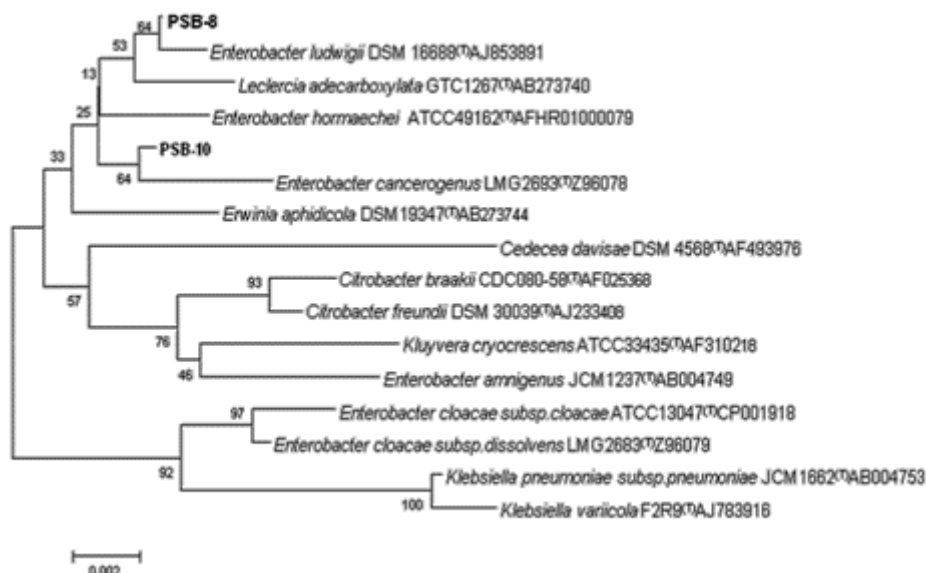 64 PSB-8
53 Enterobacter ludwigii DSM 16688(T)AJ853891
13 Leclercia adecarboxylata GTC1267(T)AB273740
25 Enterobacter hormaechei ATCC49162(T)AFHR01000079
33 PSB-10
64 Enterobacter cancerogenus LMG2693(T)Z96078
Erwinia aphidicola DSM19347(T)AB273744
Cedecea davisae DSM 4568(T)AF493976
57 93 Citrobacter braakii CDC080-58(T)AF025368
Citrobacter freundii DSM 30039(T)AJ233408
76 Kluyvera cryocrescens ATCC33435(T)AF310218
46 Enterobacter amnigenus JCM1237(T)AB004749
97 Enterobacter cloacae subsp.cloacae ATCC13047(T)CP001918
Enterobacter cloacae subsp.dissolvens LMG2683(T)Z96079
92 Klebsiella pneumoniae subsp.pneumoniae JCM1662(T)AB004753
100 Klebsiella variicola F2R9(T)AJ783916
0.002